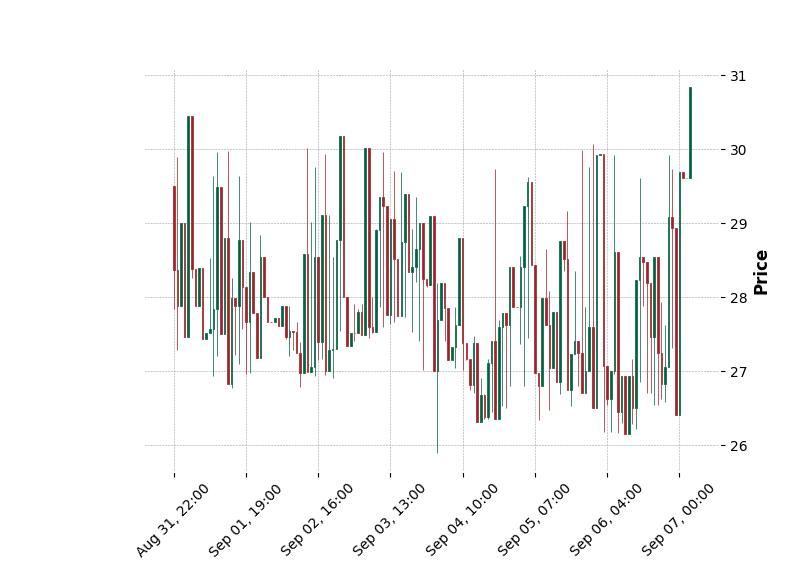 31
30
29
28
27
26
Price
Aug 31, 22:00
Sep 01, 19:00
Sep 02, 16:00
Sep 03, 13:00
Sep 04, 10:00
Sep 05, 07:00
Sep 06, 04:00
Sep 07, 00:00